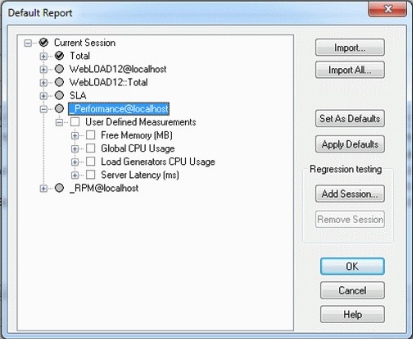 Default Report
Current Session
Total
WebLOAD12@localhost
WebLOAD12::Total
SLA
_Performance@localhost
User Defined Measurements
Free Memory (MB)
Global CPU Usage
Load Generators CPU Usage
Server Latency (ms)
_RPM@localhost
Import...
Import All...
Set As Defaults
Apply Defaults
Regression testing
Add Session...
Remove Session
OK
Cancel
Help